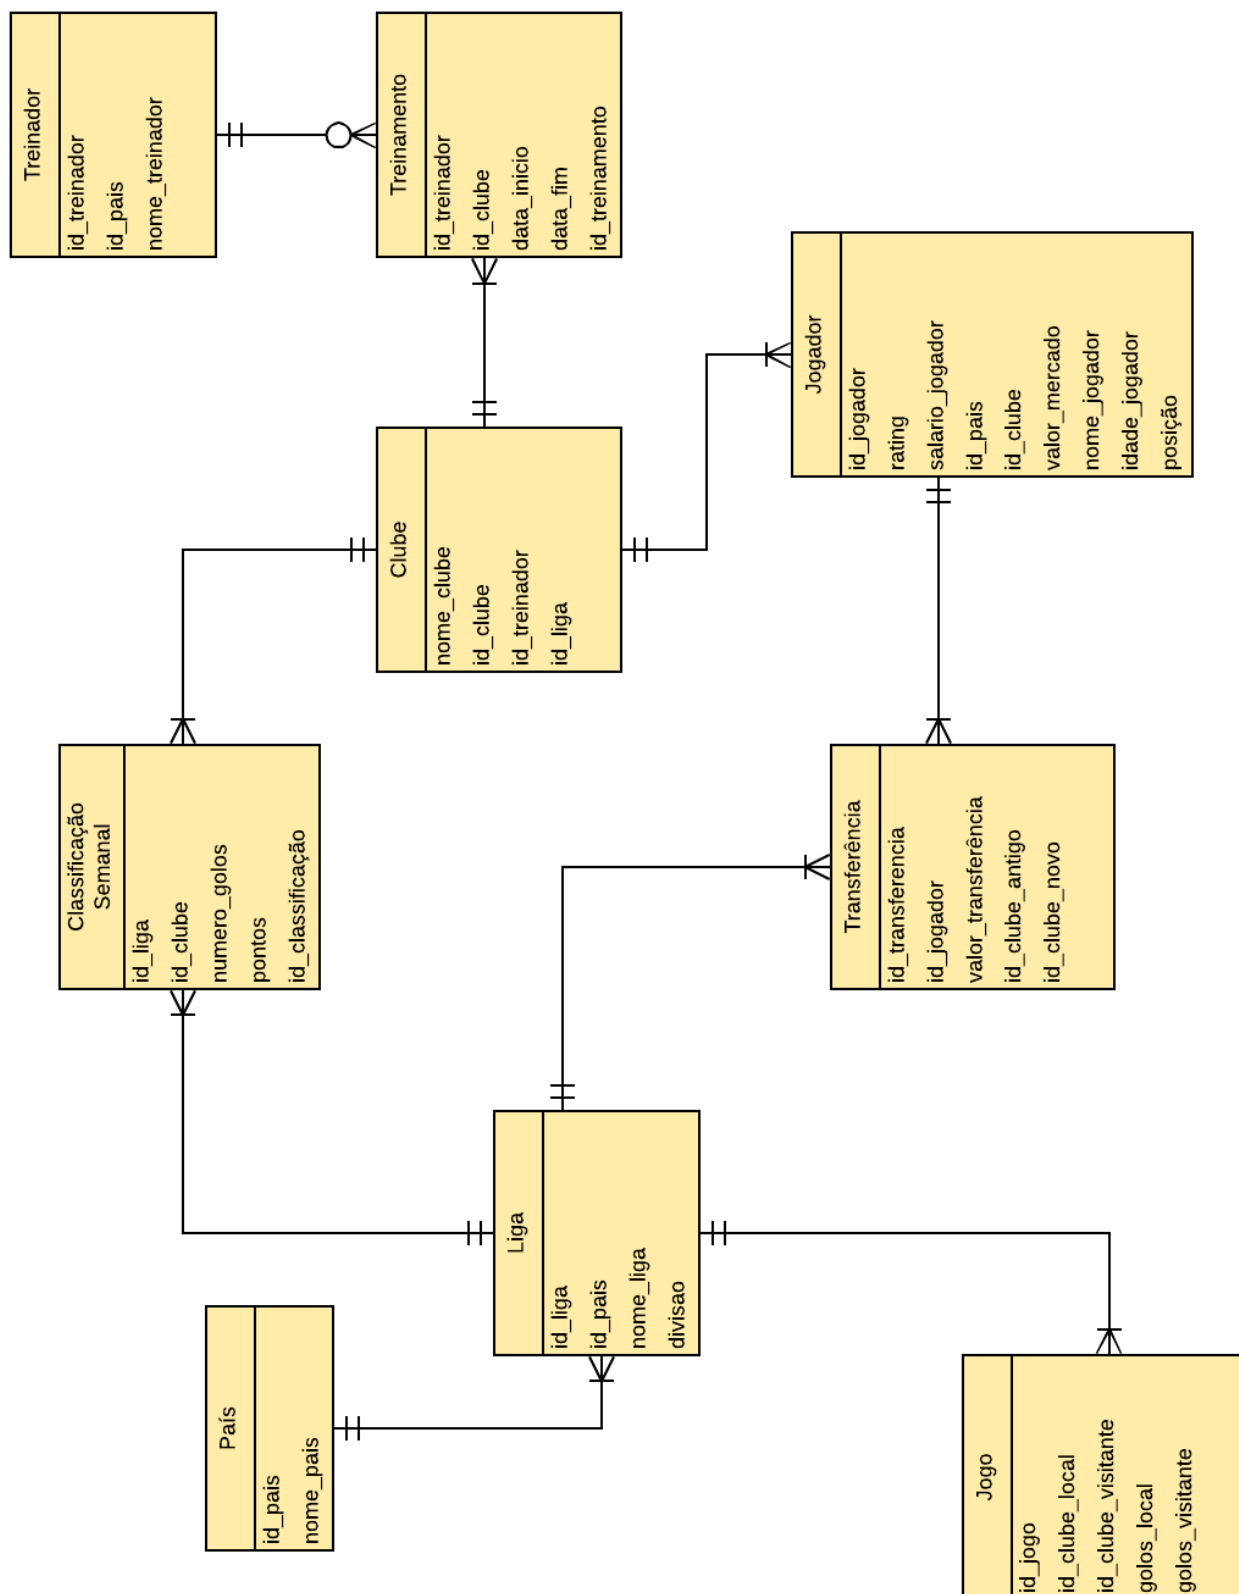 Treinador
id_treinador
id_pais
nome_treinador
Treinamento
id_treinador
id_clube
data_inicio
data_fim
id_treinamento
Clube
nome_clube
id_clube
id_treinador
id_liga
Jogador
id_jogador
rating
salario_jogador
id_pais
id_clube
valor_mercado
nome_jogador
idade_jogador
posição
Classificação
Semanal
id_liga
id_clube
numero_golos
pontos
id_classificação
Transferência
id_transferencia
id_jogador
valor_transferência
id_clube_antigo
id_clube_novo
Liga
id_liga
id_pais
nome_liga
divisao
País
id_pais
nome_pais
Jogo
id_jogo
id_clube_local
id_clube_visitante
golos_local
golos_visitante